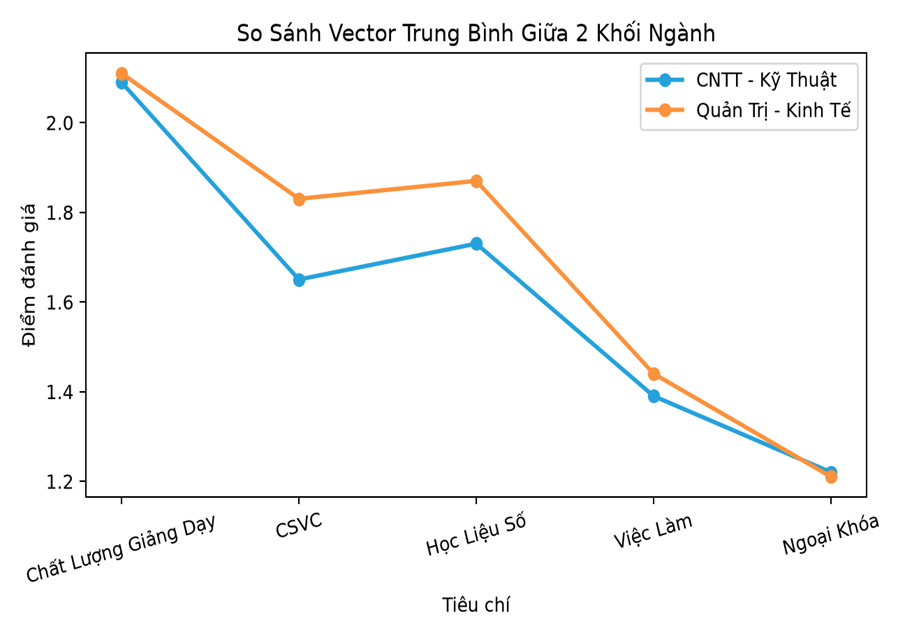 So Sánh Vector Trung Bình Giữa 2 Khối Ngành
CNTT - Kỹ Thuật
Quản Trị - Kinh Tế
Điểm đánh giá
2.0
1.8
1.6
1.4
1.2
Chất Lượng Giảng Dạy
CSVC
Học Liệu Số
Việc Làm
Ngoại Khóa
Tiêu chí